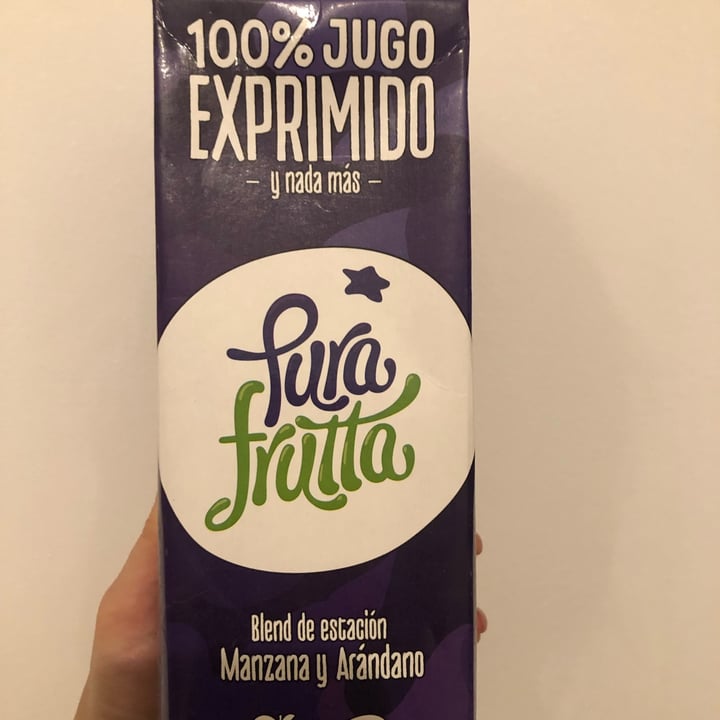 100% JUGO
EXPRIMIDO
– y nada más –
Pura
frutta
Blend de estación
Manzana y Arándano